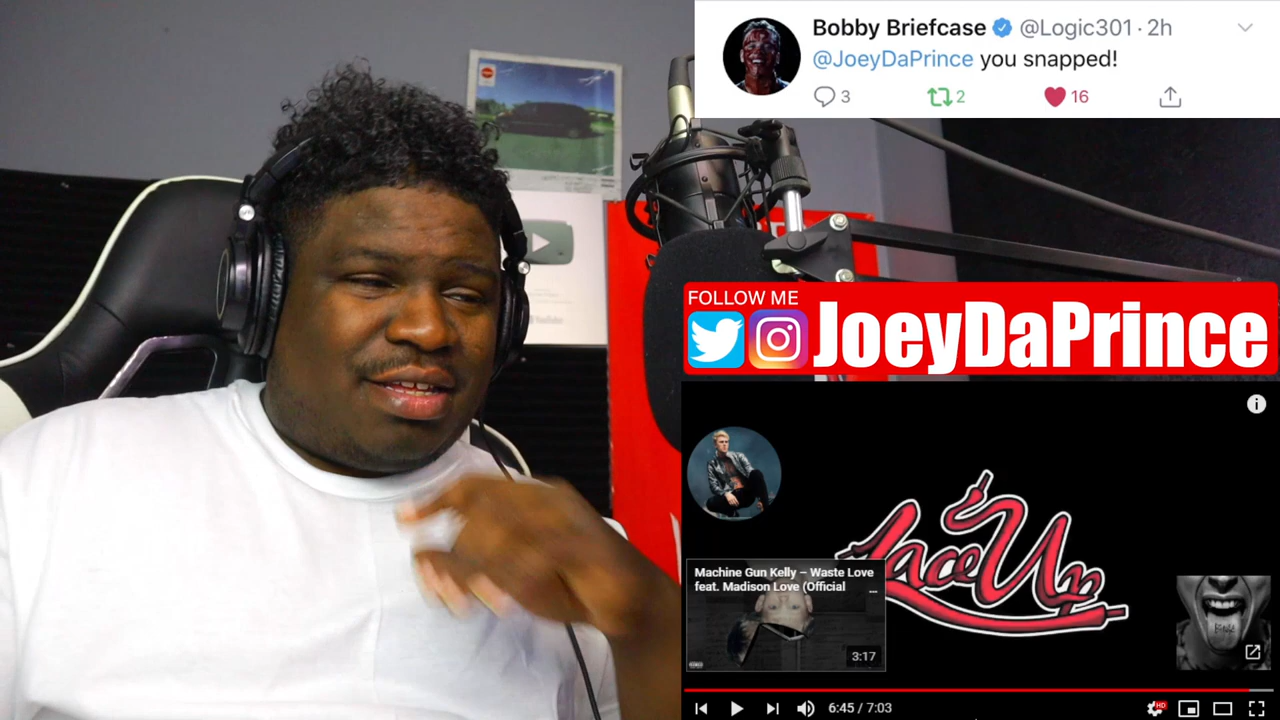 Bobby Briefcase @Logic301 · 2h
@JoeyDaPrince you snapped!
3 2 16
FOLLOW ME
JoeyDaPrince
Lace Up
Machine Gun Kelly – Waste Love
feat. Madison Love (Official
3:17
6:45 / 7:03
HD